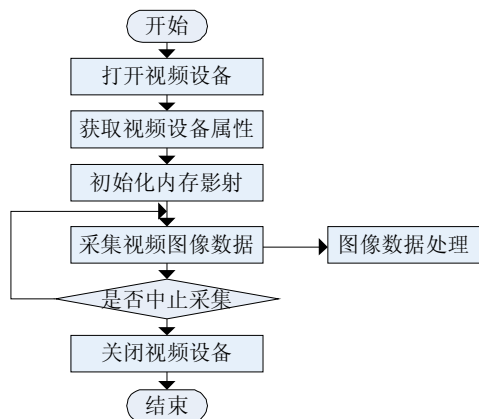 开始
打开视频设备
获取视频设备属性
初始化内存影射
采集视频图像数据
图像数据处理
是否中止采集
关闭视频设备
结束